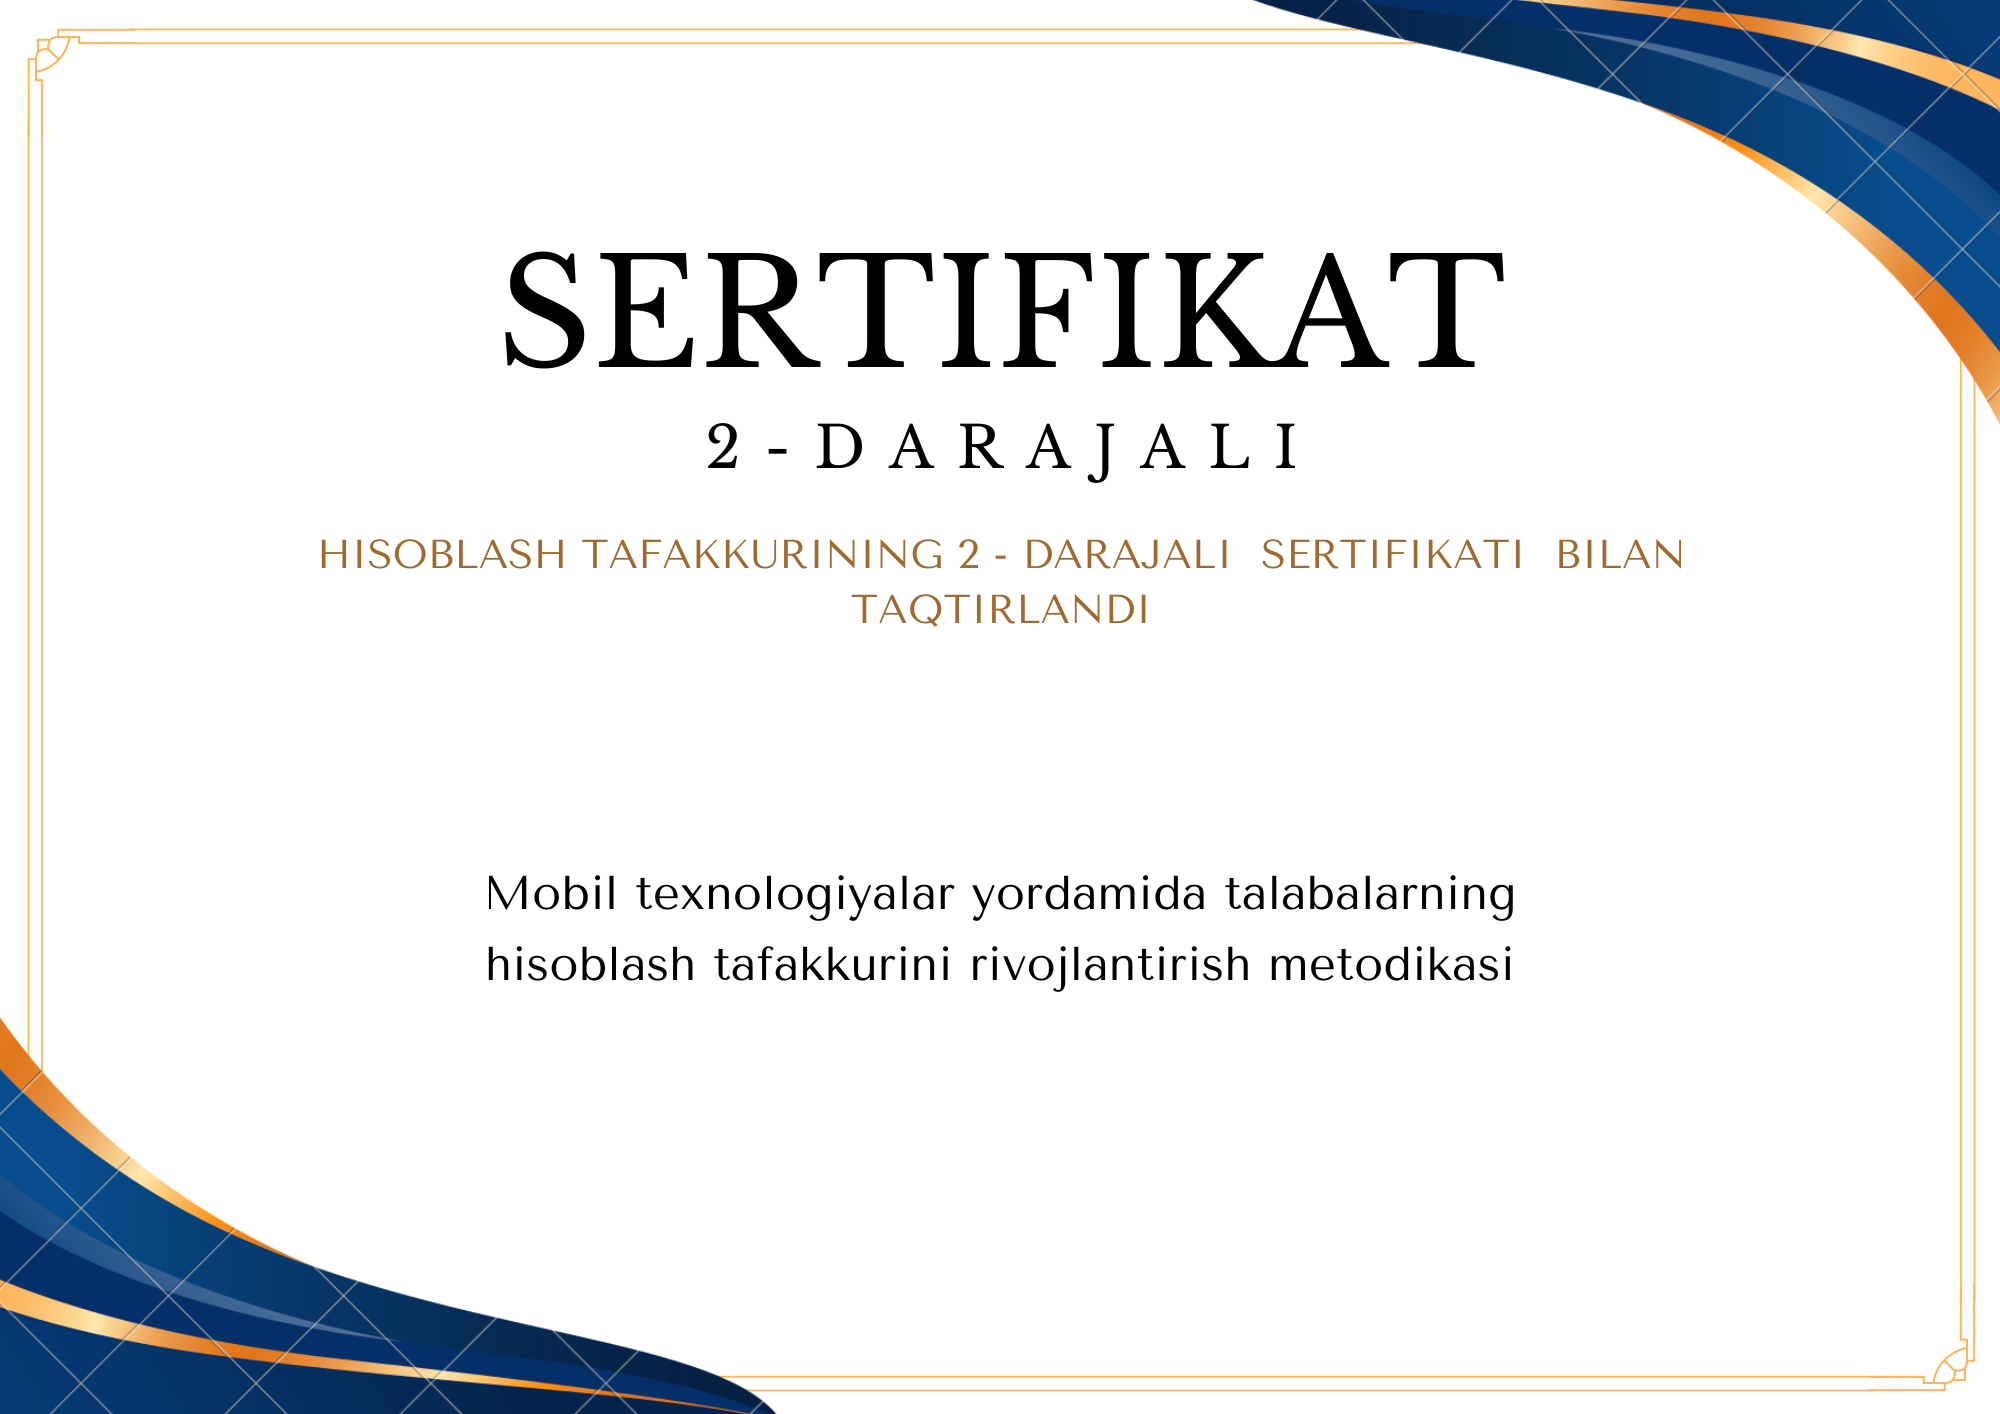 SERTIFIKAT
2-DARAJALI
HISOBLASH TAFAKKURINING 2 - DARAJALI SERTIFIKATI BILAN
TAQTIRLANDI
Mobil texnologiyalar yordamida talabalarning
hisoblash tafakkurini rivojlantirish metodikasi